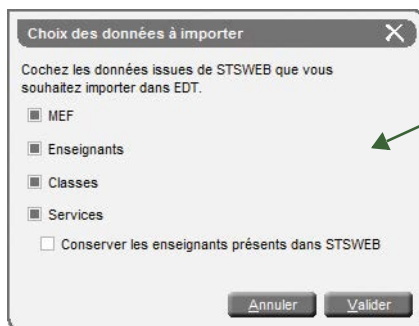 Choix des données à importer
Cochez les données issues de STSWEB que vous
souhaitez importer dans EDT.
MEF
Enseignants
Classes
Services
Conserver les enseignants présents dans STSWEB
Annuler Valider